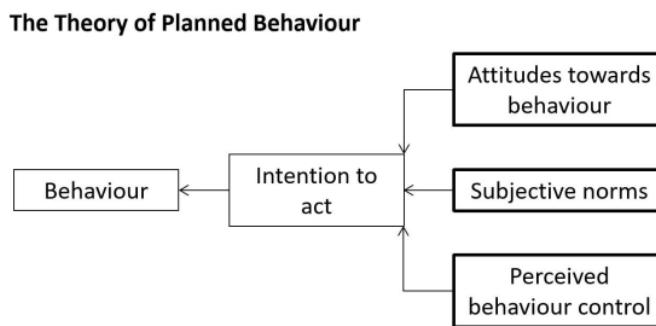 The Theory of Planned Behaviour
Attitudes towards
behaviour
Behaviour
Intention to
act
Subjective norms
Perceived
behaviour control